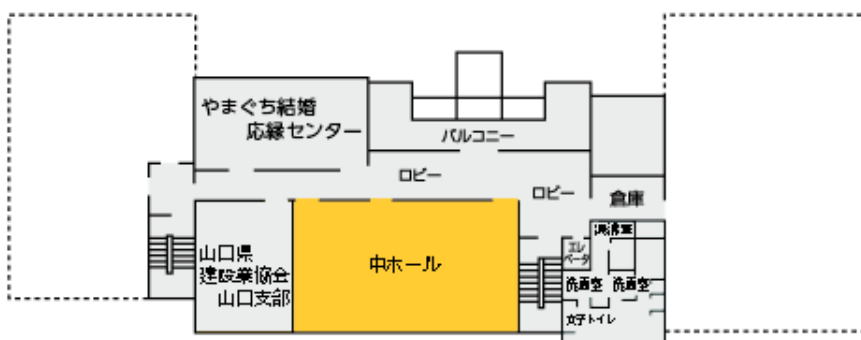 やまぐち結婚
応縁センター
バルコニー
ロビー
ロビー
倉庫
湯沸室
山口県
建設業協会
山口支部
中ホール
エレ
ベータ
洗面室
洗面室
女子トイレ